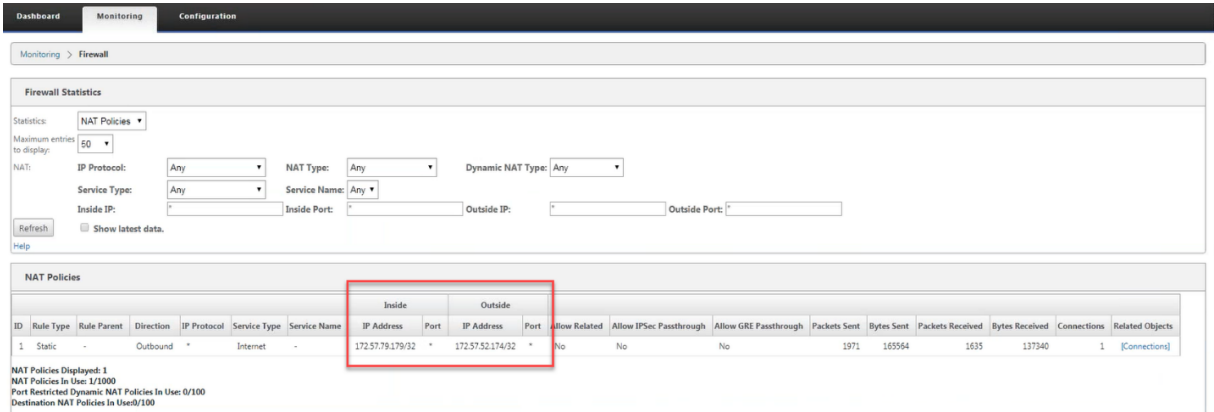 Dashboard Monitoring Configuration
Monitoring > Firewall
Firewall Statistics
Statistics: NAT Policies
Maximum entries to display: 50
NAT: IP Protocol: Any NAT Type: Any Dynamic NAT Type: Any
Service Type: Any Service Name: Any
Inside IP: * Inside Port: * Outside IP: * Outside Port: *
Refresh Show latest data.
Help
NAT Policies
Inside Outside
ID Rule Type Rule Parent Direction IP Protocol Service Type Service Name IP Address Port IP Address Port Allow Related Allow IPSec Passthrough Allow GRE Passthrough Packets Sent Bytes Sent Packets Received Bytes Received Connections Related Objects
1 Static - Outbound * Internet - 172.57.79.179/32 * 172.57.52.174/32 * No No No 1971 165564 1635 137340 1 [Connections]
NAT Policies Displayed: 1
NAT Policies In Use: 1/1000
Port Restricted Dynamic NAT Policies In Use: 0/100
Destination NAT Policies In Use:0/100